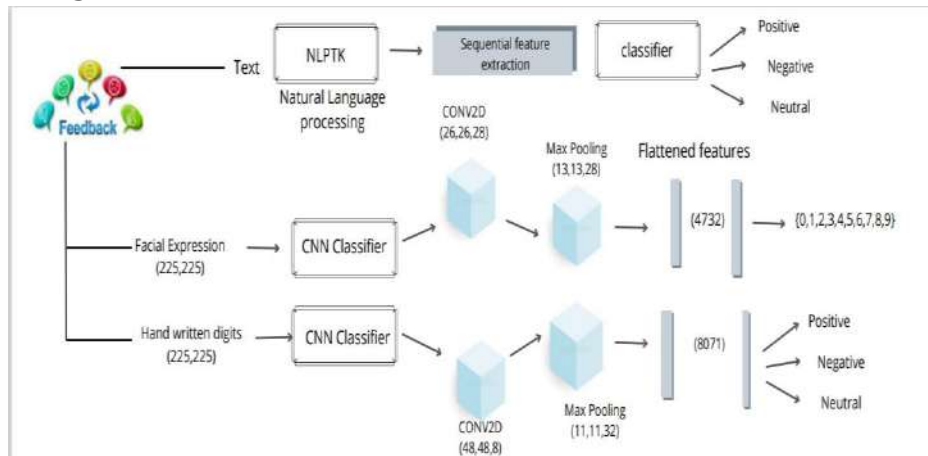 Feedback
Text
NLPTK
Natural Language
processing
Sequential feature
extraction
classifier
Positive
Negative
Neutral
CONV2D
(26,26,28)
Max Pooling
(13,13,28)
Flattened features
(4732)
{0,1,2,3,4,5,6,7,8,9}
Facial Expression
(225,225)
CNN Classifier
Hand written digits
(225,225)
CNN Classifier
CONV2D
(48,48,8)
Max Pooling
(11,11,32)
(8071)
Positive
Negative
Neutral